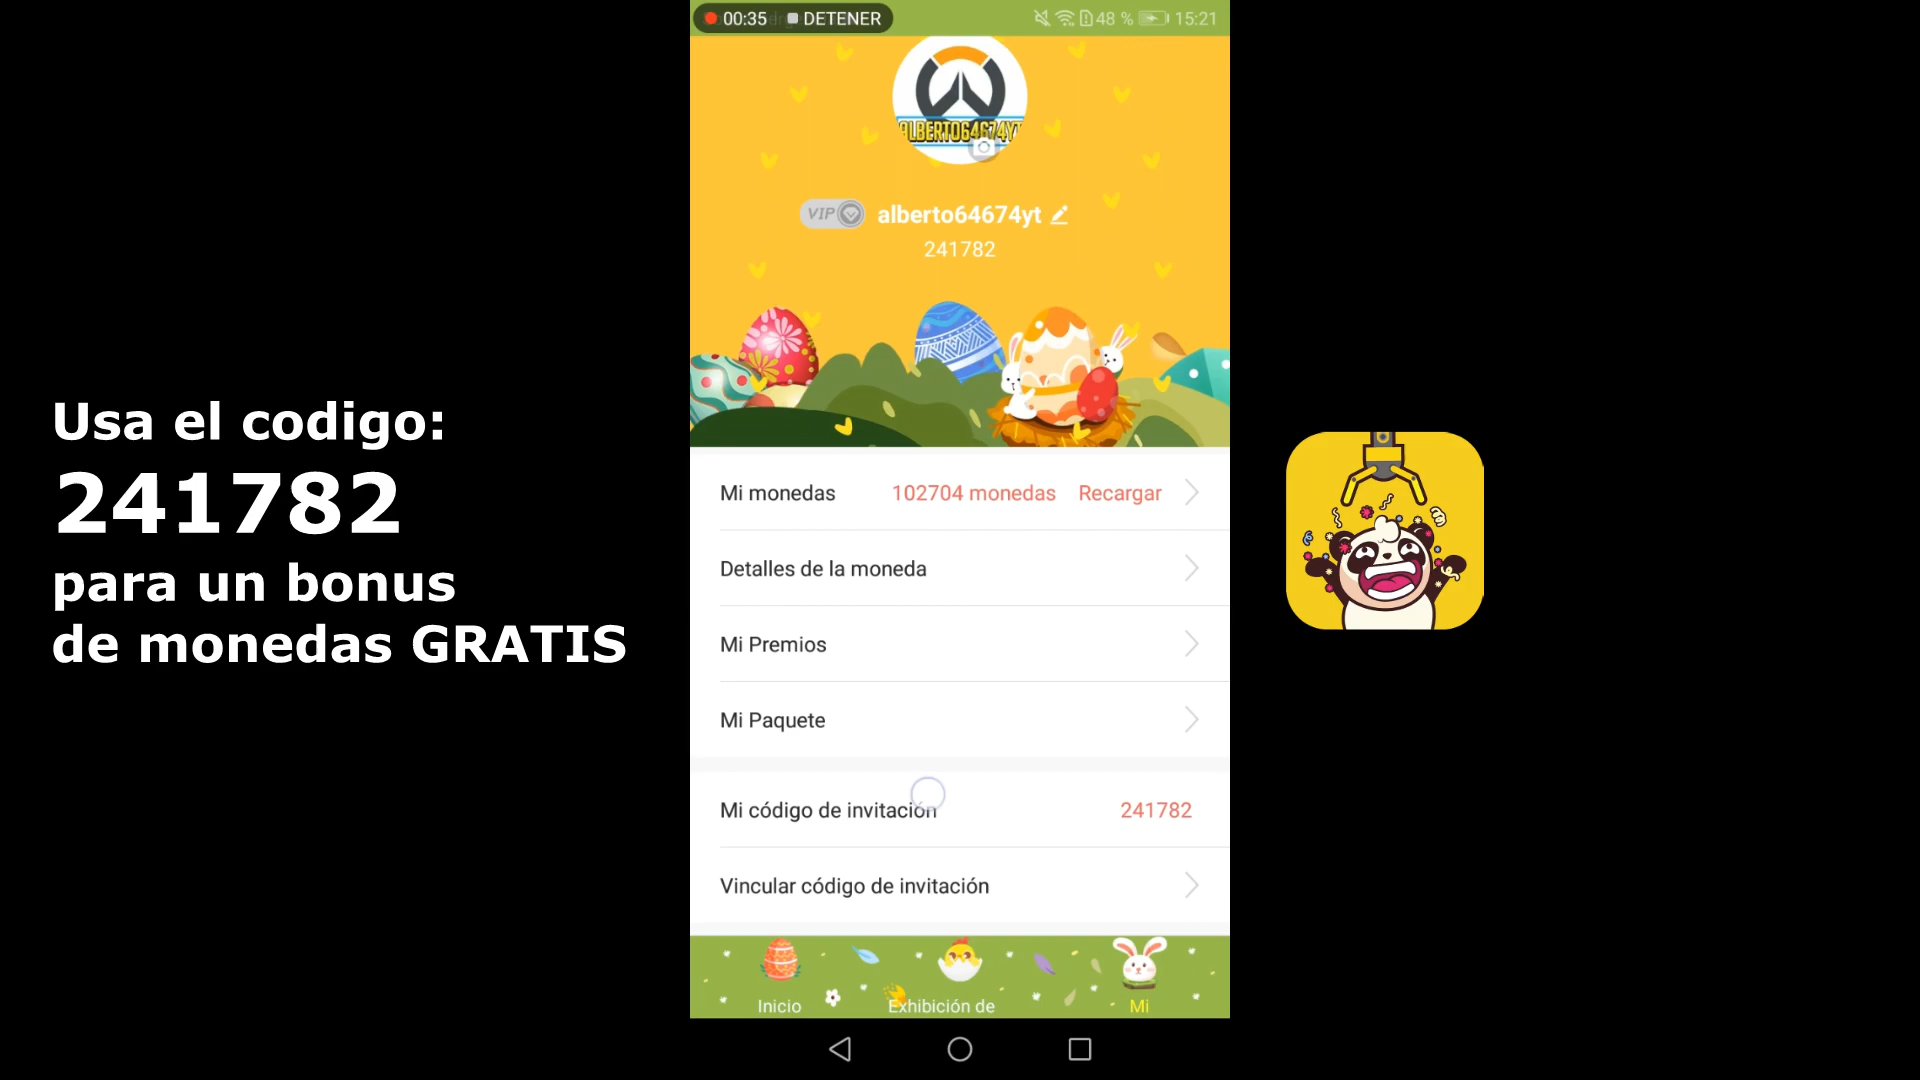 00:35 DETENER
48 % 15:21
ALBERTO64674YT
VIP alberto64674yt
241782
Usa el codigo:
241782
para un bonus
de monedas GRATIS
Mi monedas 102704 monedas Recargar
Detalles de la moneda
Mi Premios
Mi Paquete
Mi código de invitación 241782
Vincular código de invitación
Inicio Exhibición de Mi